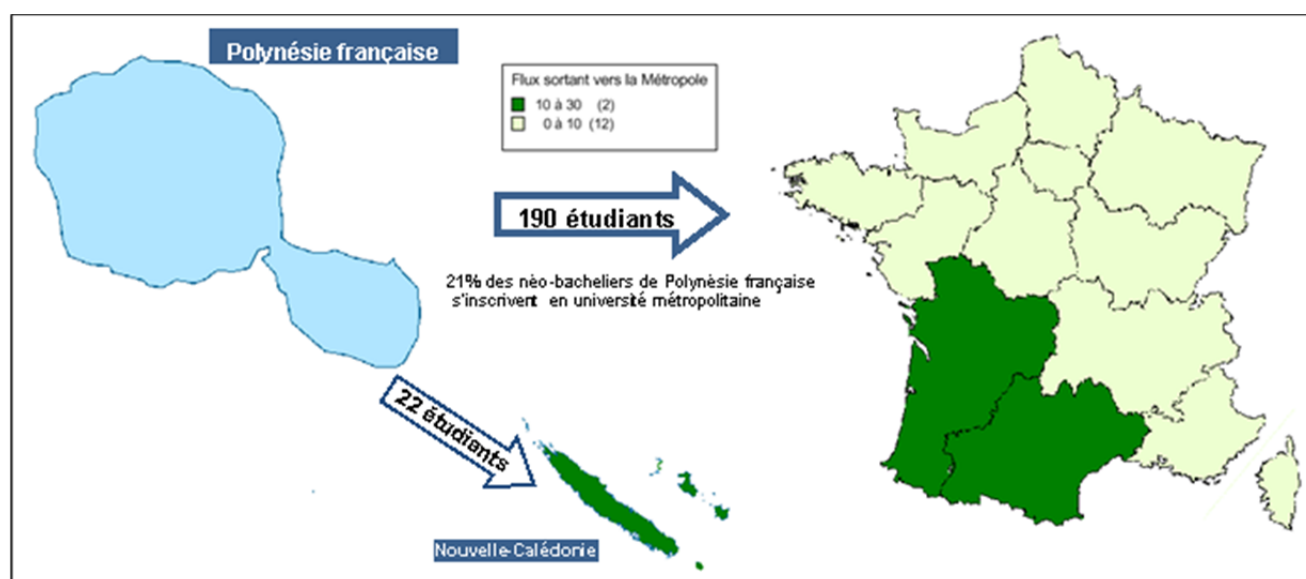 Polynésie française
Flux sortant vers la Métropole
10 à 30 (2)
0 à 10 (12)
190 étudiants
21% des néo-bacheliers de Polynésie française
s'inscrivent en université métropolitaine
22 étudiants
Nouvelle-Calédonie